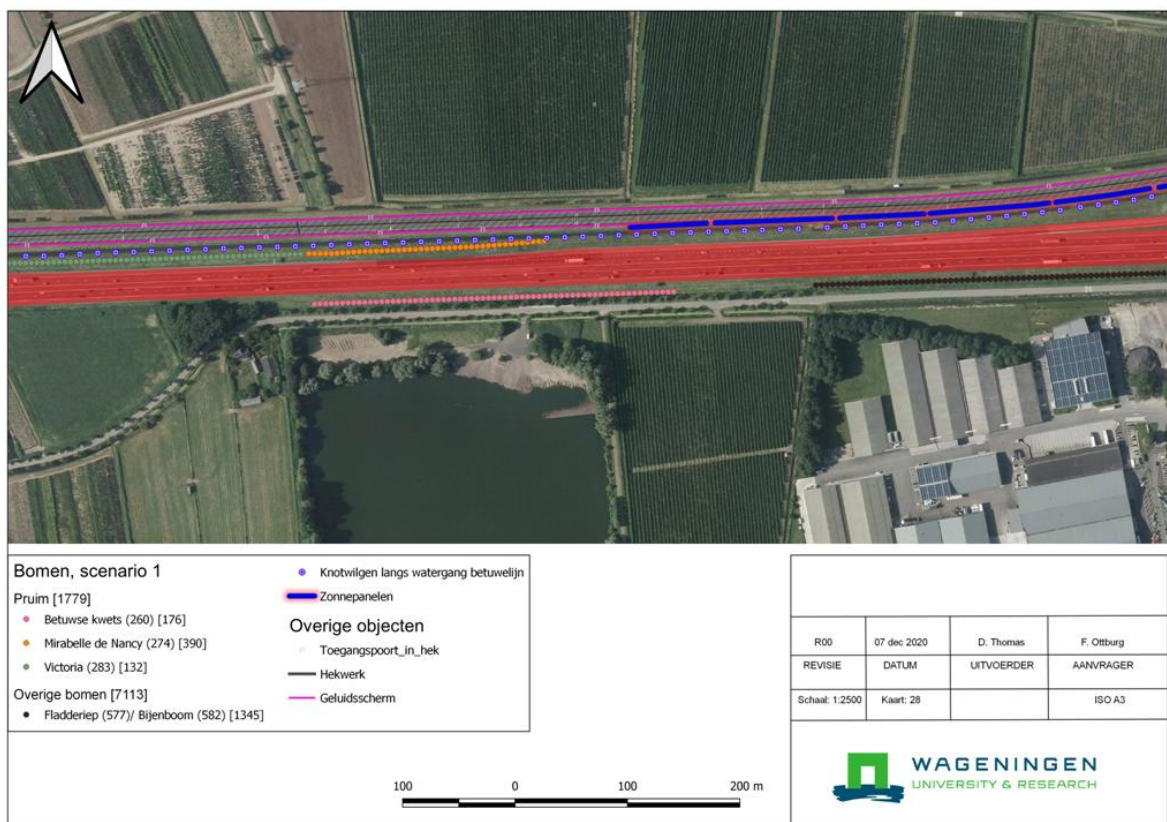 Bomen, scenario 1
Pruim [1779]
Betuwse kwets (260) [176]
Mirabelle de Nancy (274) [390]
Victoria (283) [132]
Overige bomen [7113]
Fladderiep (577)/ Bijenboom (582) [1345]
Knotwilgen langs watergang betuwelijn
Zonnepanelen
Overige objecten
Toegangspoort_in_hek
Hekwerk
Geluidsscherm
100 0 100 200 m
R00 07 dec 2020 D. Thomas F. Ottburg
REVISIE DATUM UITVOERDER AANVRAGER
Schaal: 1:2500 Kaart: 28 ISO A3
WAGENINGEN
UNIVERSITY & RESEARCH